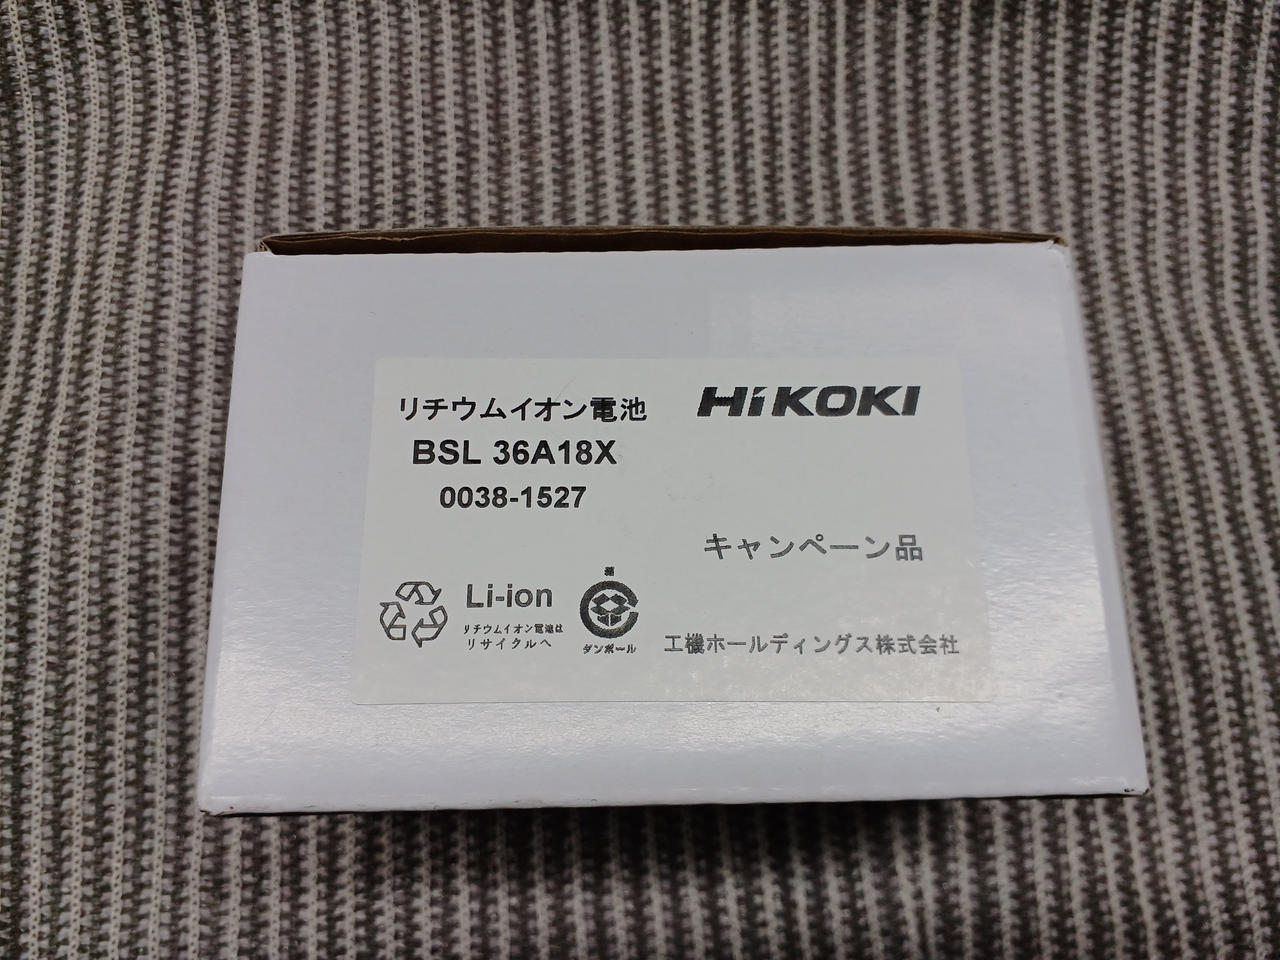 リチウムイオン電池
HiKOKI
BSL 36A18X
0038-1527
キャンペーン品
Li-ion
リチウムイオン電池は
リサイクルへ
箱
ダンボール
工機ホールディングス株式会社